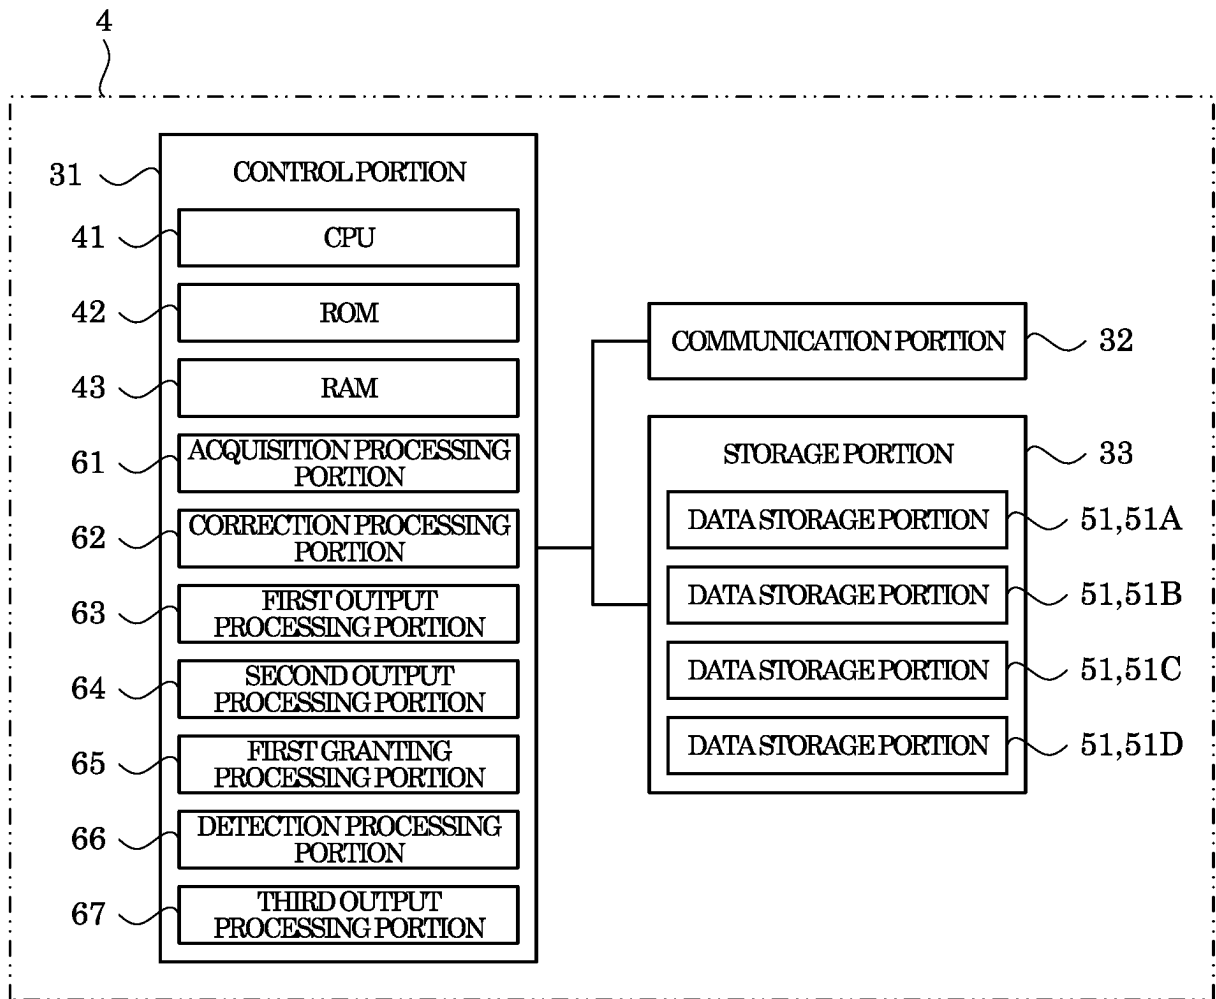 4
31
CONTROL PORTION
41
CPU
42
ROM
43
RAM
61
ACQUISITION PROCESSING
PORTION
62
CORRECTION PROCESSING
PORTION
63
FIRST OUTPUT
PROCESSING PORTION
64
SECOND OUTPUT
PROCESSING PORTION
65
FIRST GRANTING
PROCESSING PORTION
66
DETECTION PROCESSING
PORTION
67
THIRD OUTPUT
PROCESSING PORTION
COMMUNICATION PORTION
32
STORAGE PORTION
33
DATA STORAGE PORTION
51,51A
DATA STORAGE PORTION
51,51B
DATA STORAGE PORTION
51,51C
DATA STORAGE PORTION
51,51D